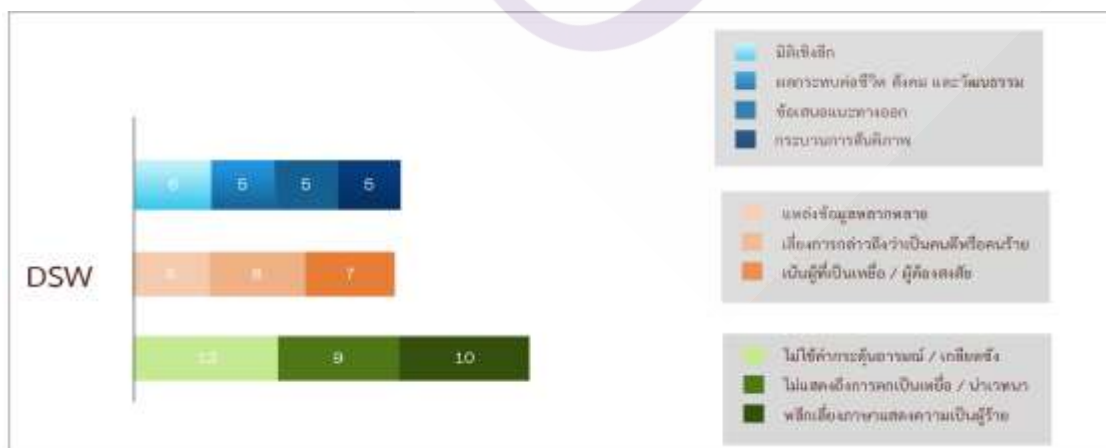 มิติเชิงลึก
ผลกระทบต่อชีวิต สังคม และวัฒนธรรม
ข้อเสนอแนะทางออก
กระบวนการสันติภาพ
6 5 5 5
แหล่งข้อมูลหลากหลาย
เลี่ยงการกล่าวถึงว่าเป็นคนดีหรือคนร้าย
เน้นผู้ที่เป็นเหยื่อ / ผู้ต้องสงสัย
DSW
7
ไม่ใช้คำกระตุ้นอารมณ์ / เกลียดชัง
ไม่แสดงถึงการตกเป็นเหยื่อ / น่าเวทนา
หลีกเลี่ยงภาษาแสดงความเป็นผู้ร้าย
9 10